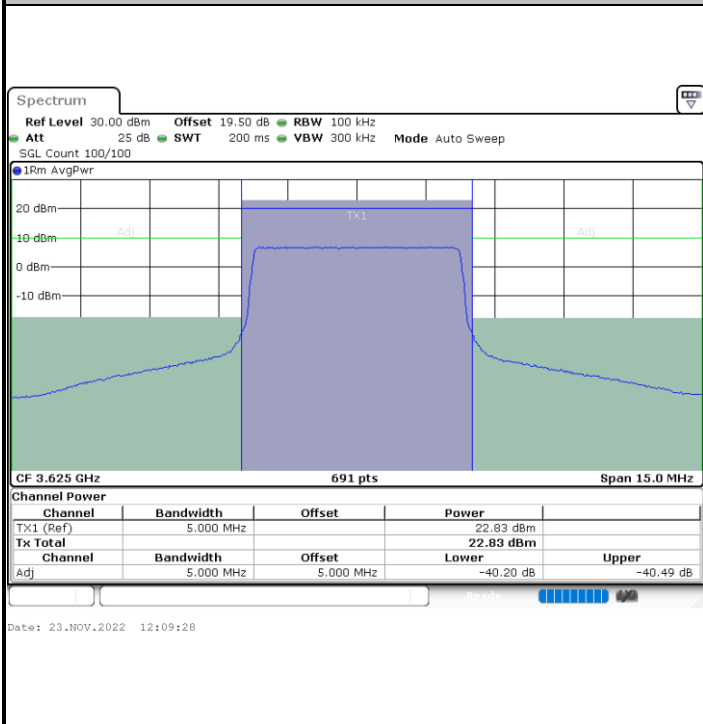 Spectrum
Ref Level 30.00 dBm Offset 19.50 dB RBW 100 kHz
Att 25 dB SWT 200 ms VBW 300 kHz Mode Auto Sweep
SGL Count 100/100
1Rm AvgPwr
20 dBm
TX1
10 dBm Adj Adj
0 dBm
-10 dBm
CF 3.625 GHz 691 pts Span 15.0 MHz
Channel Power
Channel Bandwidth Offset Power
TX1 (Ref) 5.000 MHz 22.83 dBm
Tx Total 22.83 dBm
Channel Bandwidth Offset Lower Upper
Adj 5.000 MHz 5.000 MHz -40.20 dB -40.49 dB
Ready
Date: 23.NOV.2022 12:09:28